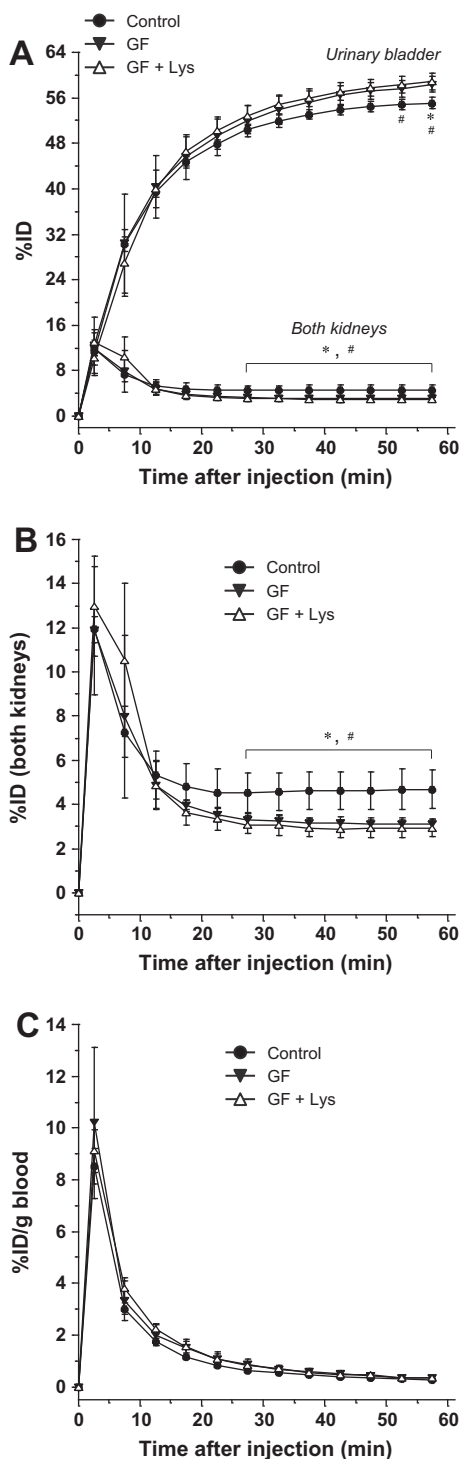 A
Control
GF
GF + Lys
64
56
48
40
32
24
16
8
0
%ID
Urinary bladder
#
*
#
Both kidneys
*, #
0 10 20 30 40 50 60
Time after injection (min)
B
16
14
12
10
8
6
4
2
0
%ID (both kidneys)
Control
GF
GF + Lys
*, #
0 10 20 30 40 50 60
Time after injection (min)
C
14
12
10
8
6
4
2
0
%ID/g blood
Control
GF
GF + Lys
0 10 20 30 40 50 60
Time after injection (min)